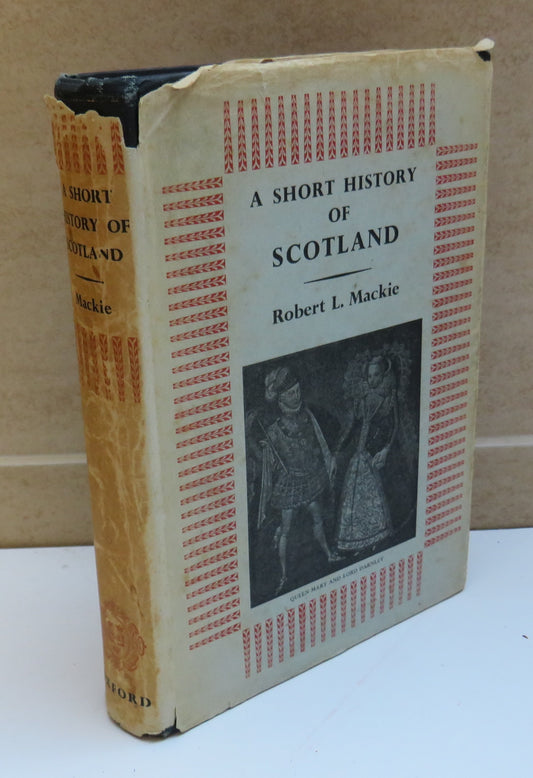 A SHORT
HISTORY OF
SCOTLAND
Mackie
OXFORD
A SHORT HISTORY
OF
SCOTLAND
Robert L. Mackie
QUEEN MARY AND LORD DARNLEY